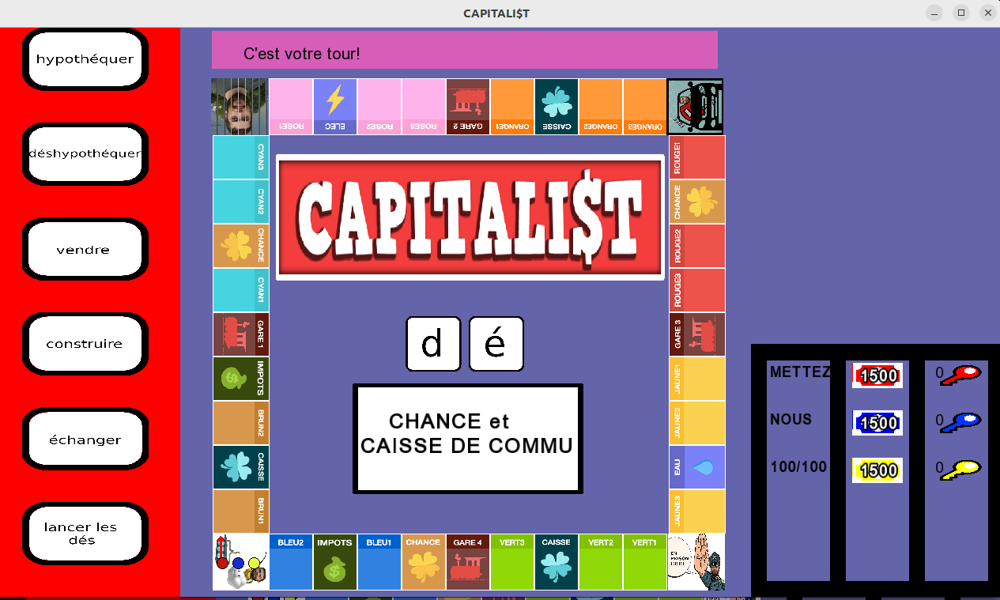 CAPITALI$T
hypothéquer
déshypothéquer
vendre
construire
échanger
lancer les
dés
C'est votre tour!
ROSE1
ELEC
ROSE2
ROSE3
GARE 2
ORANGE1
CAISSE
ORANGE2
ORANGE3
CYAN3
CYAN2
CHANCE
CYAN1
GARE 1
IMPOTS
BRUN2
CAISSE
BRUN1
CAPITALI$T
d é
CHANCE et
CAISSE DE COMMU
ROUGE1
CHANCE
ROUGE2
ROUGE3
GARE 3
JAUNE1
JAUNE2
EAU
JAUNE3
BLEU2
IMPOTS
BLEU1
CHANCE
GARE 4
VERT3
CAISSE
VERT2
VERT1
EN
PRISON
METTEZ 1500 0
NOUS 1500 0
100/100 1500 0